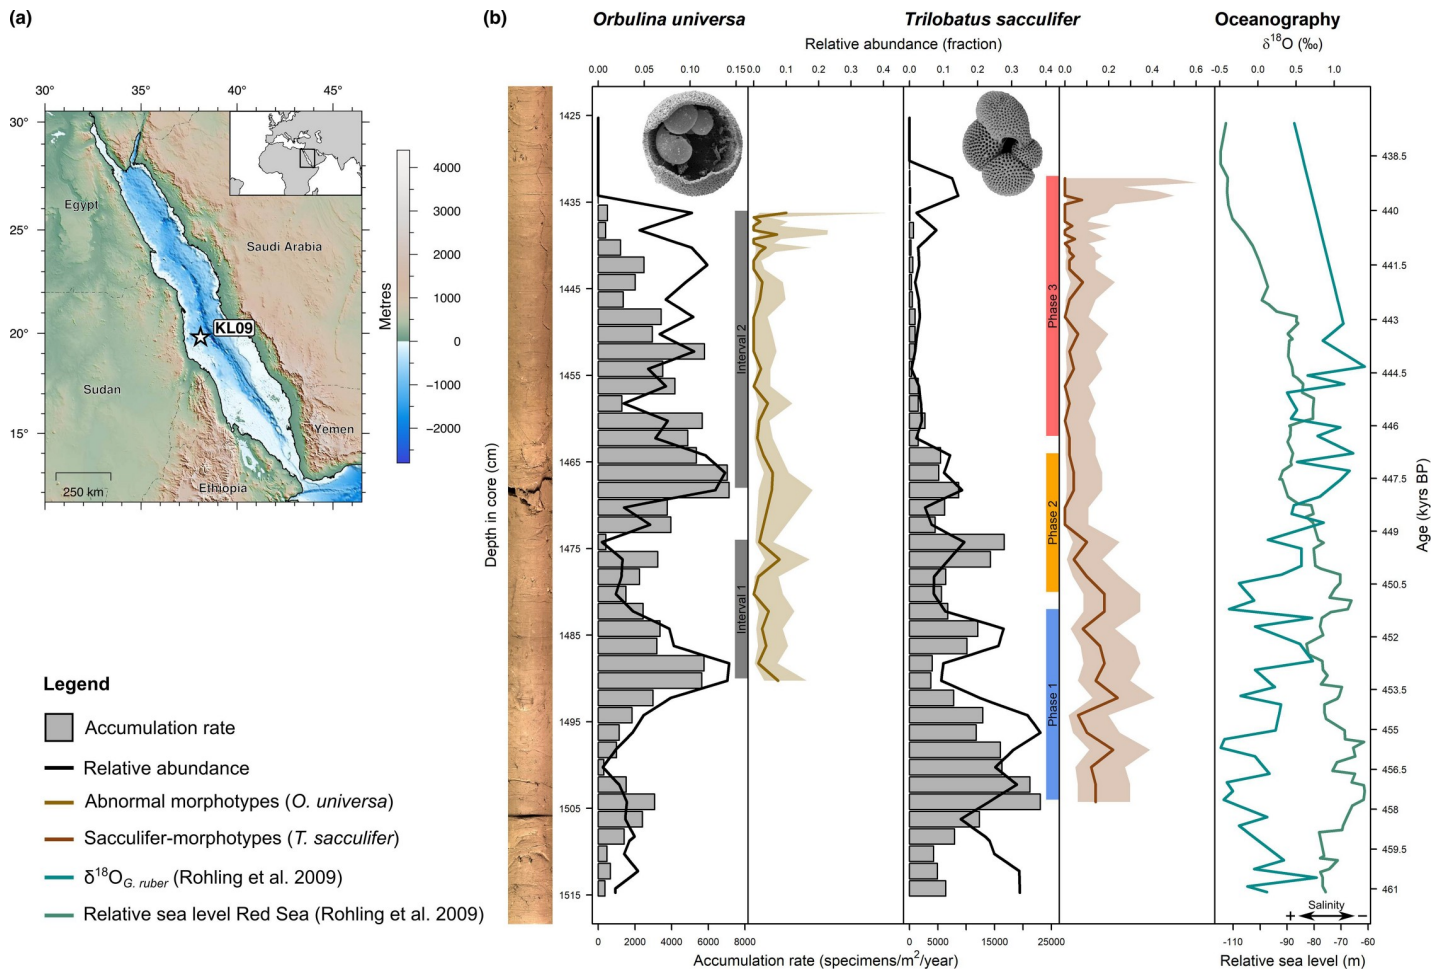 (a)
30°
35°
40°
45°
30°
25°
20°
15°
Egypt
Saudi Arabia
KL09
Sudan
Yemen
Ethiopia
250 km
4000
3000
2000
1000
0
−1000
−2000
Metres
Legend
Accumulation rate
Relative abundance
Abnormal morphotypes (O. universa)
Sacculifer-morphotypes (T. sacculifer)
δ18OG. ruber (Rohling et al. 2009)
Relative sea level Red Sea (Rohling et al. 2009)
(b)
Orbulina universa
Trilobatus sacculifer
Oceanography
Relative abundance (fraction)
δ18O (‰)
0.00 0.05 0.10 0.15 0.0 0.1 0.2 0.3 0.4
0.0 0.1 0.2 0.3 0.4 0.0 0.2 0.4 0.6
-0.5 0.5 1.0
Depth in core (cm)
1425
1435
1445
1455
1465
1475
1485
1495
1505
1515
Interval 2
Interval 1
Phase 3
Phase 2
Phase 1
438.5
440
441.5
443
444.5
446
447.5
449
450.5
452
453.5
455
456.5
458
459.5
461
Age (kyrs BP)
Salinity
+ −
0 2000 4000 6000 8000
0 5000 15000 25000
-110 -90 -80 -70 -60
Accumulation rate (specimens/m2/year)
Relative sea level (m)